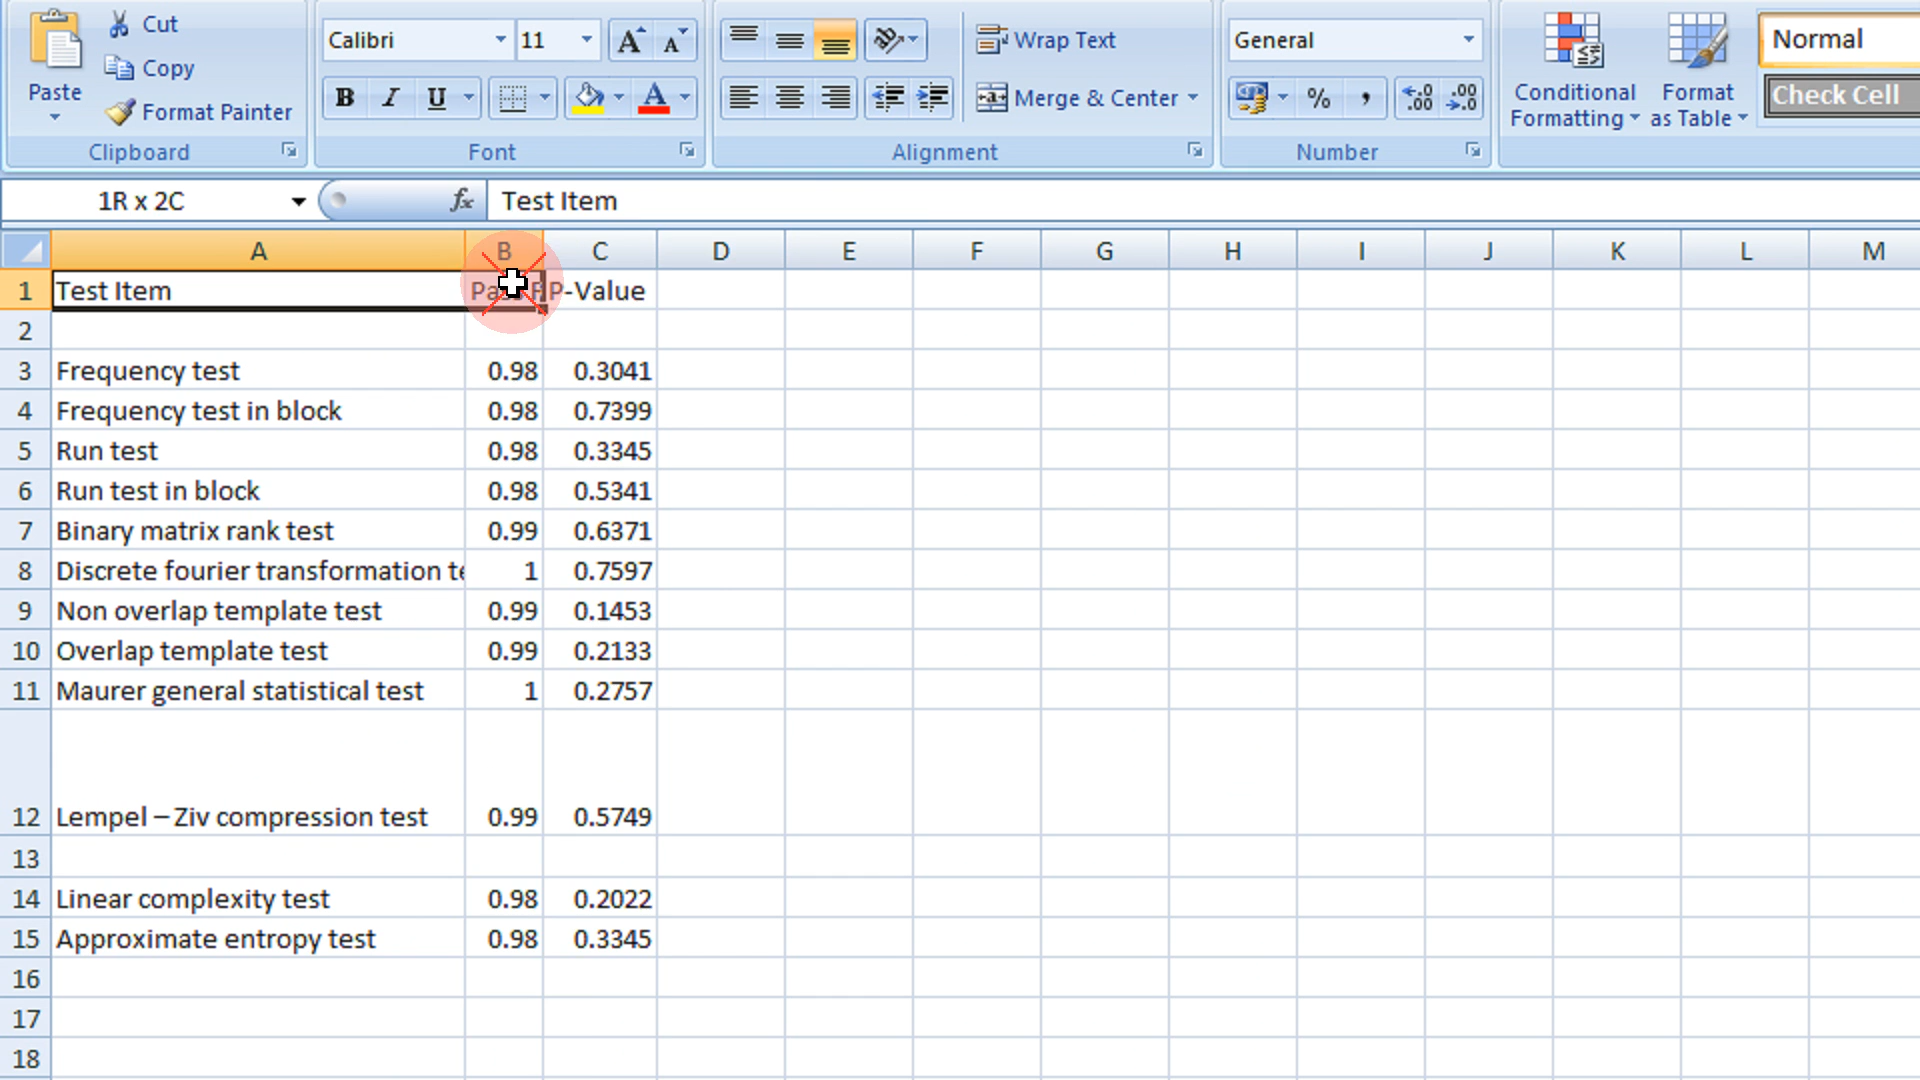 Cut
Copy
Format Painter
Paste
Clipboard
Calibri 11 A A
B I U A
Font
Wrap Text
Merge & Center
Alignment
General
% ,
Number
Conditional Formatting
Format as Table
Normal
Check Cell
1R x 2C fx Test Item
A B C D E F G H I J K L M
1 Test Item P-Value
2
3 Frequency test 0.98 0.3041
4 Frequency test in block 0.98 0.7399
5 Run test 0.98 0.3345
6 Run test in block 0.98 0.5341
7 Binary matrix rank test 0.99 0.6371
8 Discrete fourier transformation te 1 0.7597
9 Non overlap template test 0.99 0.1453
10 Overlap template test 0.99 0.2133
11 Maurer general statistical test 1 0.2757
12 Lempel – Ziv compression test 0.99 0.5749
13
14 Linear complexity test 0.98 0.2022
15 Approximate entropy test 0.98 0.3345
16
17
18